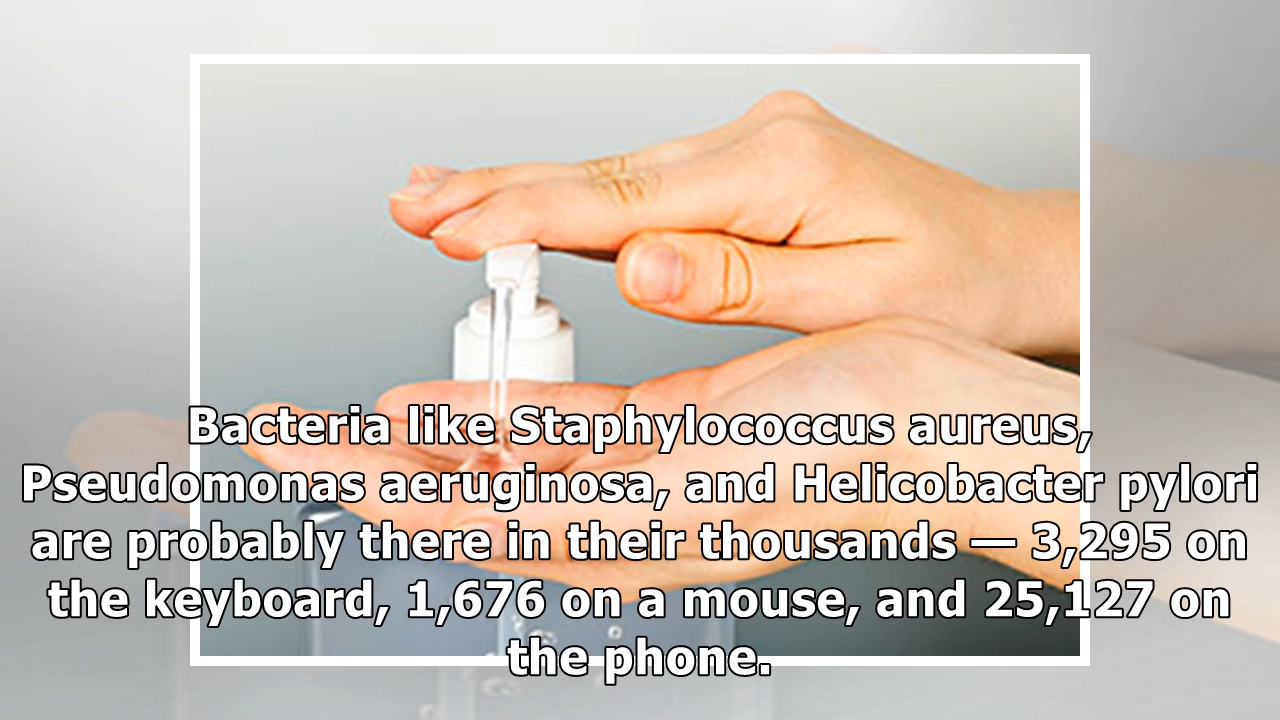 Bacteria like Staphylococcus aureus,
Pseudomonas aeruginosa, and Helicobacter pylori
are probably there in their thousands — 3,295 on
the keyboard, 1,676 on a mouse, and 25,127 on
the phone.